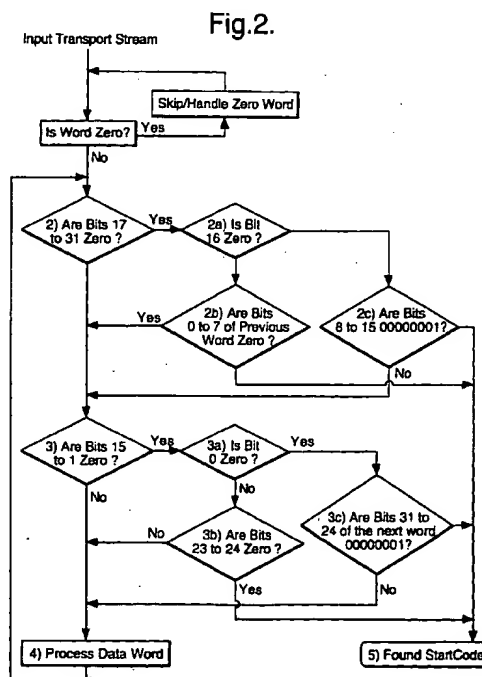 Fig.2.
Input Transport Stream
Skip/Handle Zero Word
Is Word Zero?
Yes
No
2) Are Bits 17
to 31 Zero ?
Yes
2a) Is Bit
16 Zero ?
Yes
2b) Are Bits
0 to 7 of Previous
Word Zero ?
2c) Are Bits
8 to 15 00000001?
No
3) Are Bits 15
to 1 Zero ?
Yes
3a) Is Bit
0 Zero ?
Yes
No
No
No
3b) Are Bits
23 to 24 Zero ?
3c) Are Bits 31 to
24 of the next word
00000001?
Yes
No
4) Process Data Word
5) Found StartCode